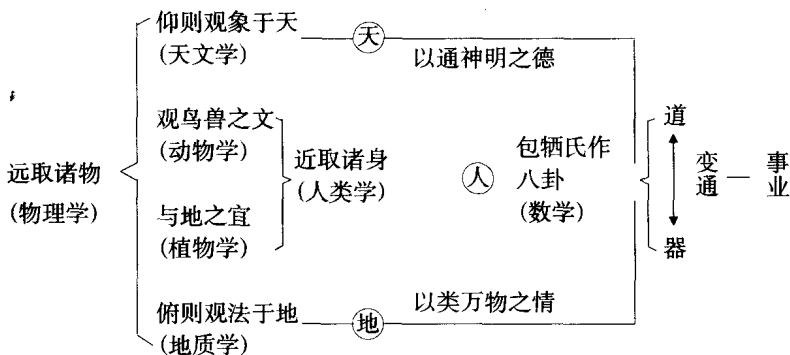 仰则观象于天
(天文学)
天
以通神明之德
观鸟兽之文
(动物学)
远取诸物
(物理学)
近取诸身
(人类学)
人
包牺氏作
八卦
(数学)
道
变通
事业
器
与地之宜
(植物学)
俯则观法于地
(地质学)
地
以类万物之情